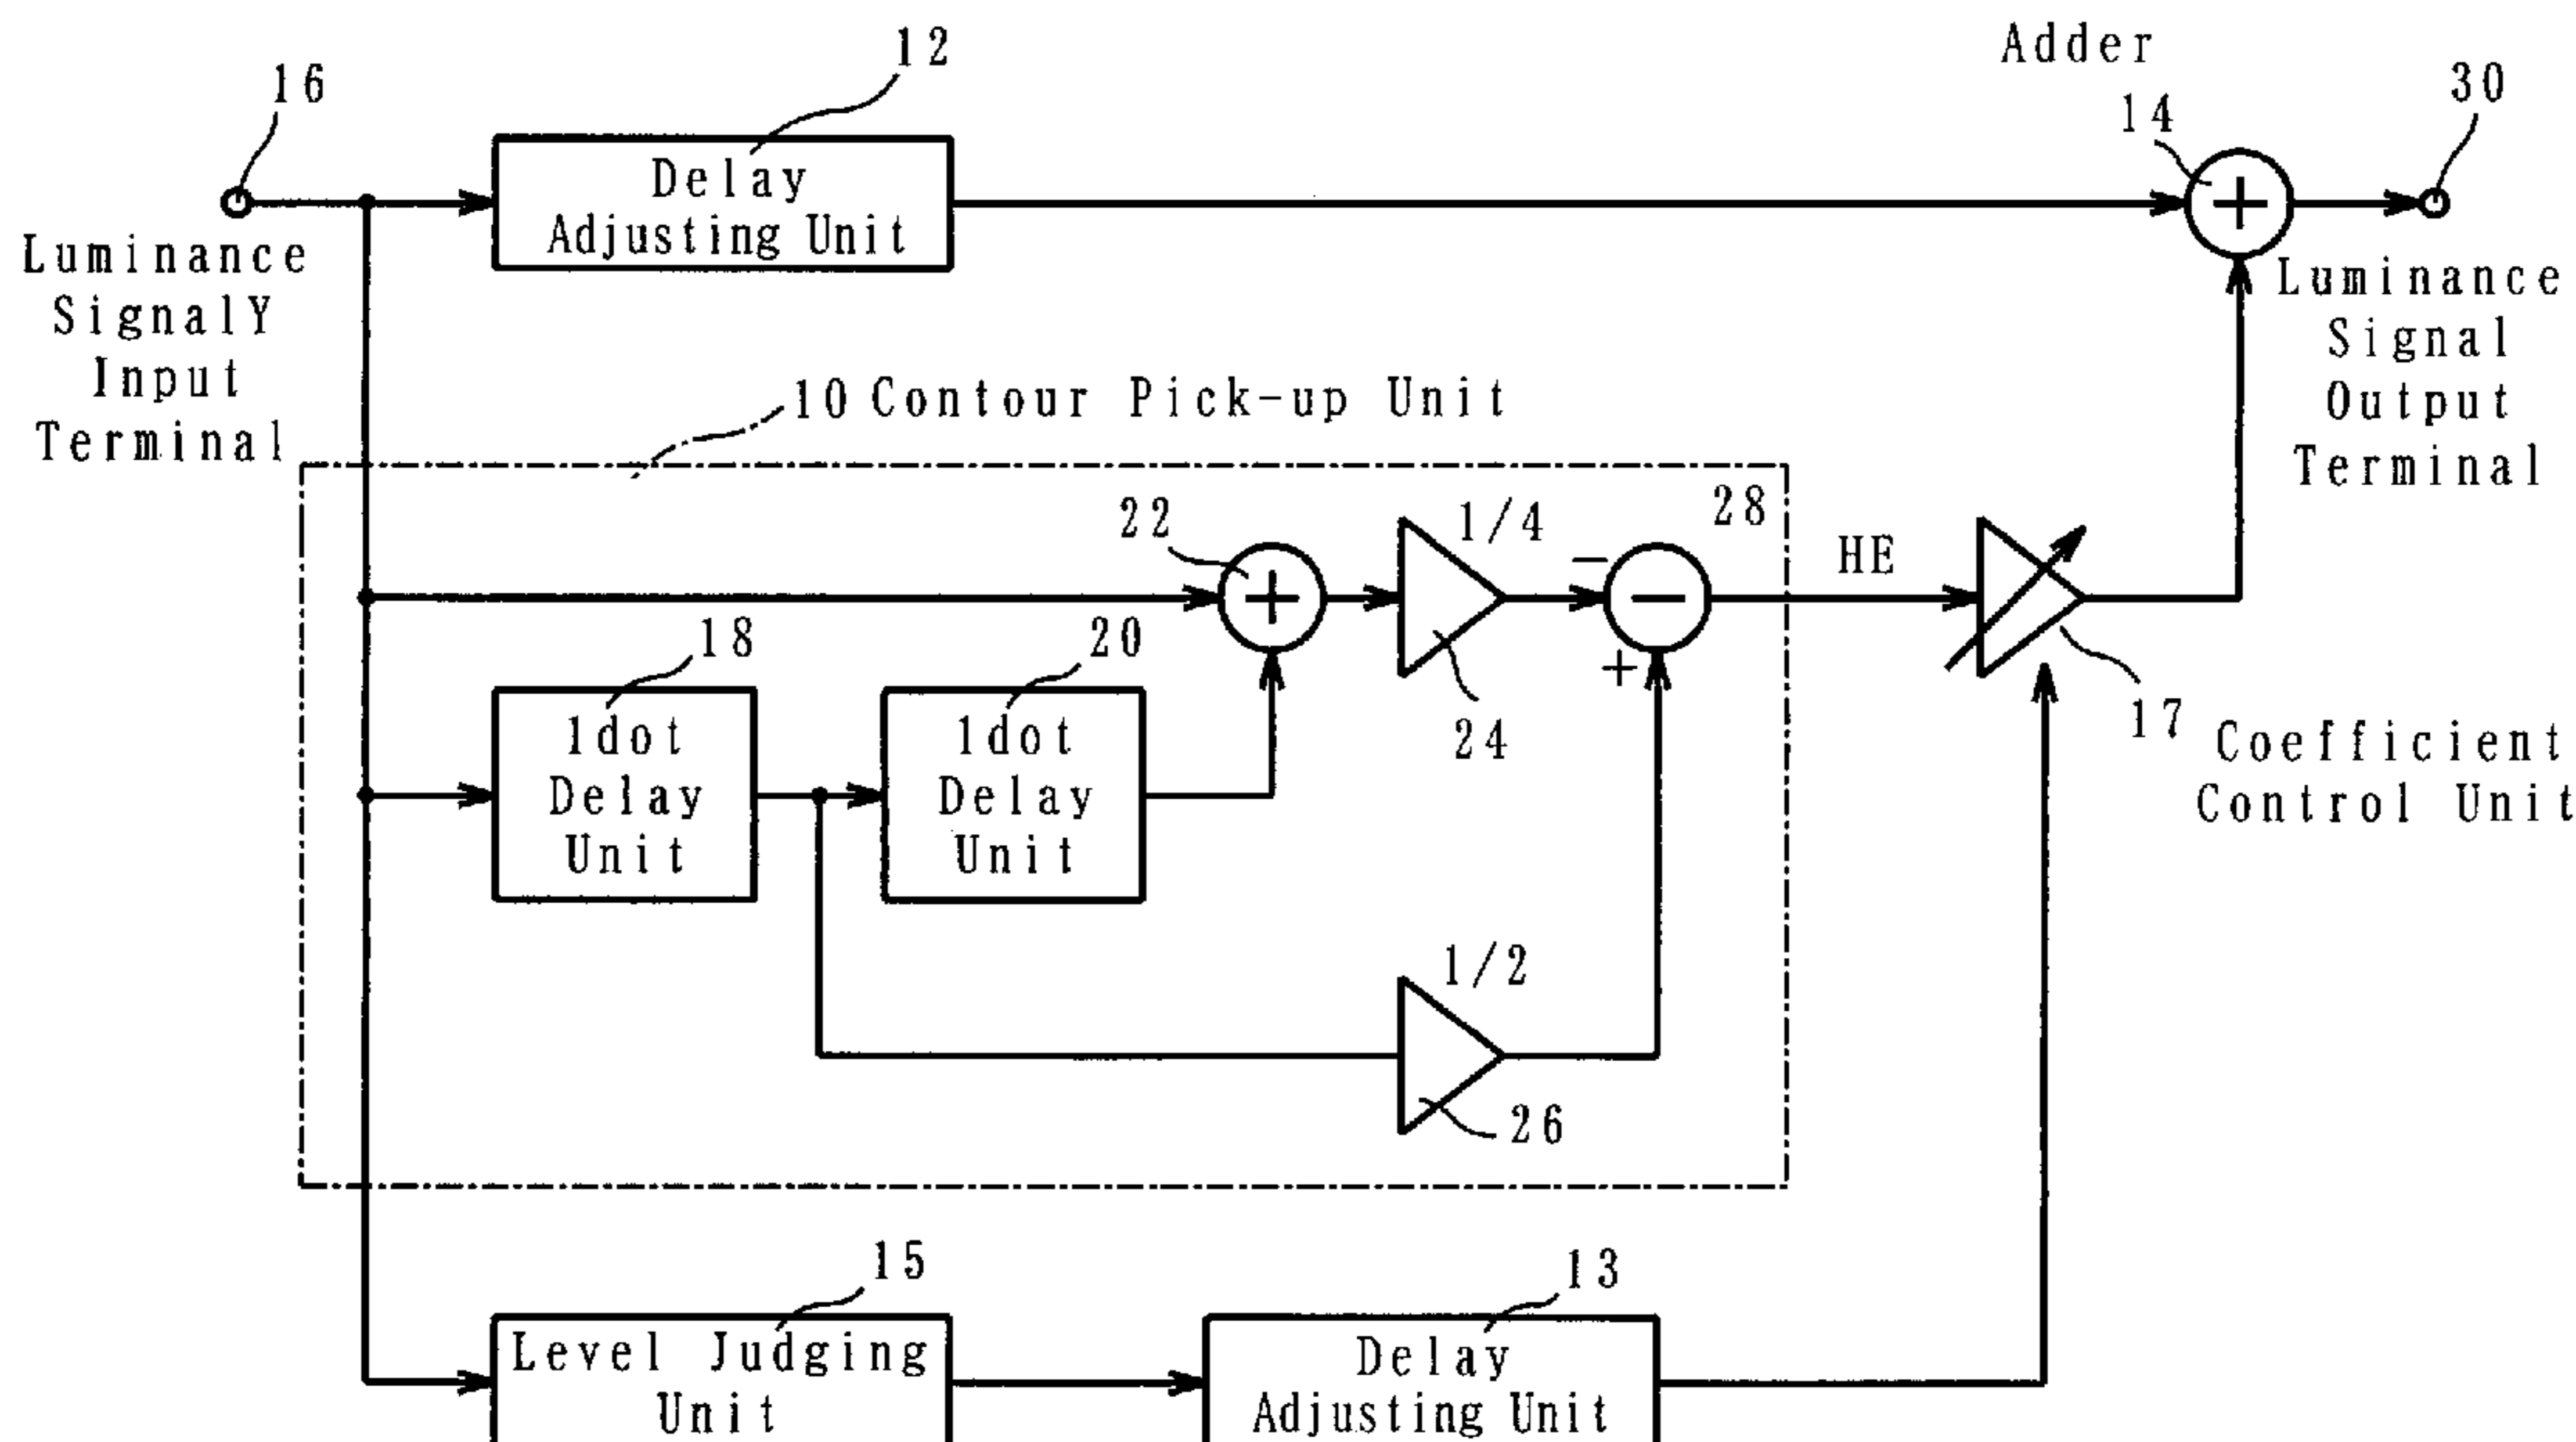 12
Adder
16
30
14
Delay
Adjusting Unit
Luminance
SignalY
Input
Terminal
Luminance
Signal
Output
Terminal
10 Contour Pick-up Unit
28
22
1/4
−
HE
+
−
18
20
+
1dot
Delay
Unit
1dot
Delay
Unit
24
17
Coefficient
Control Unit
+
1/2
26
15
13
Level Judging
Unit
Delay
Adjusting Unit